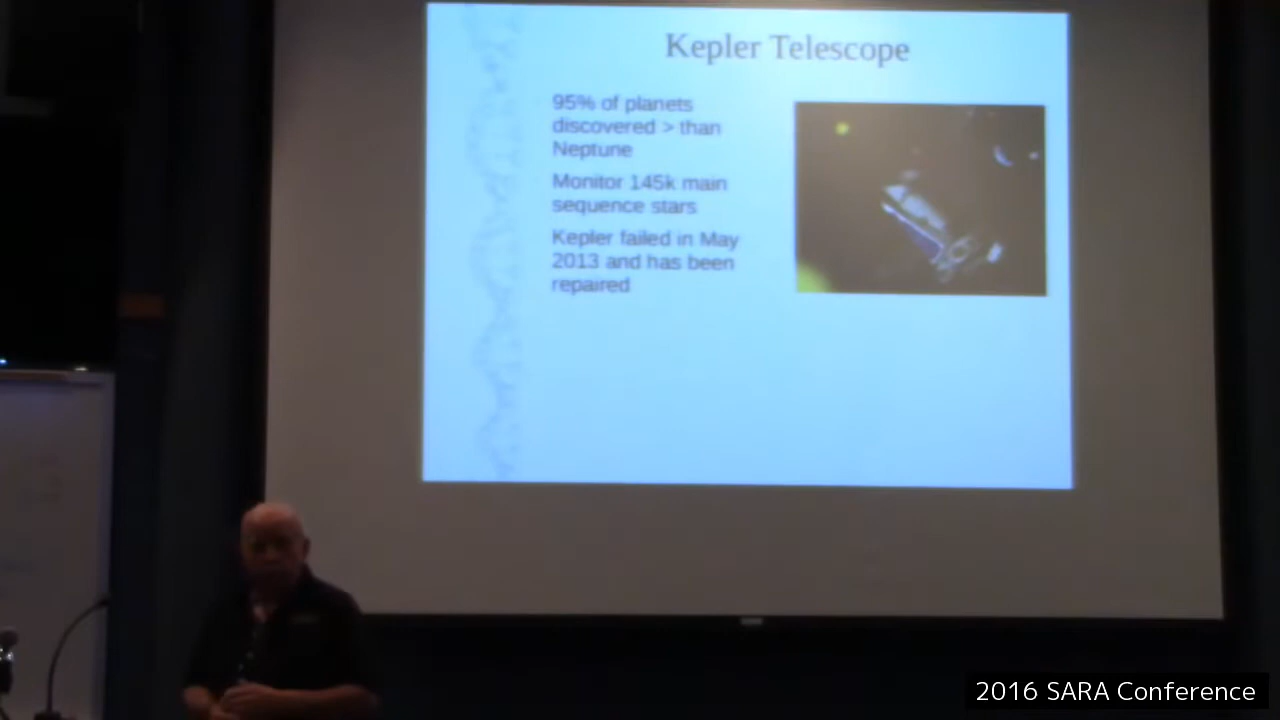 Kepler Telescope
95% of planets
discovered > than
Neptune
Monitor 145k main
sequence stars
Kepler failed in May
2013 and has been
repaired
2016 SARA Conference